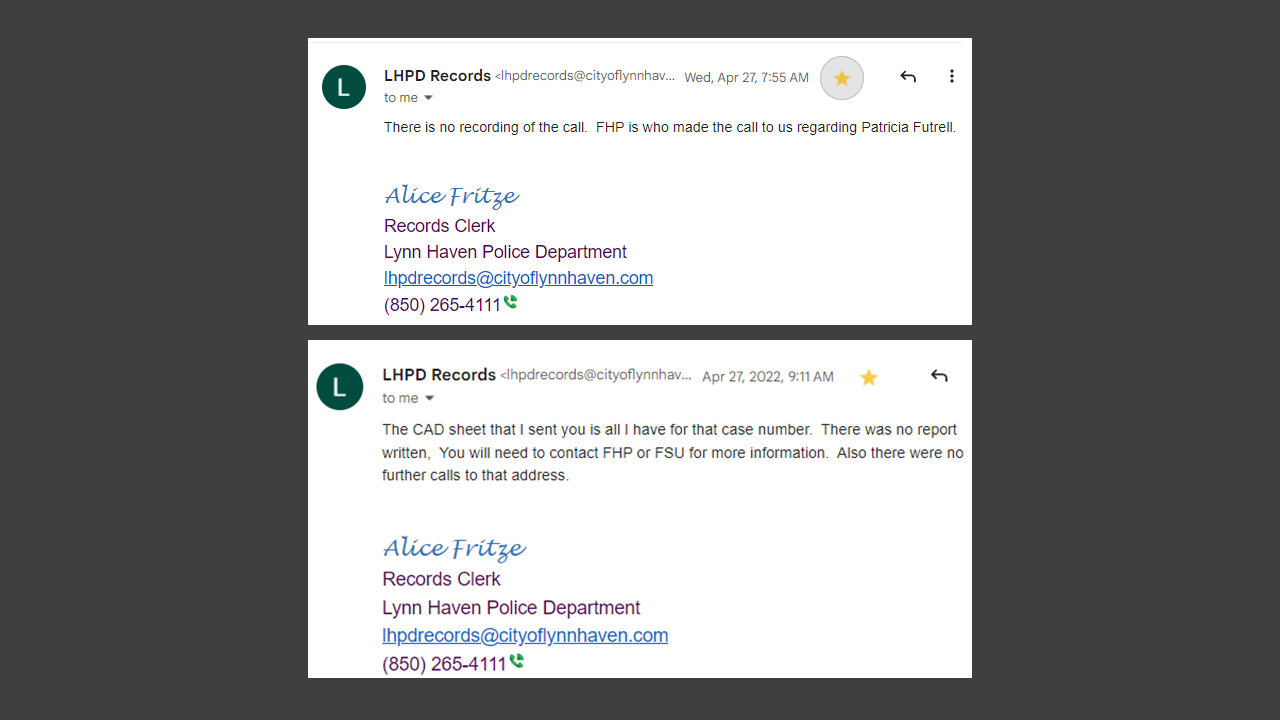 L
LHPD Records <lhpdrecords@cityoflynnhav... Wed, Apr 27, 7:55 AM
to me
There is no recording of the call.  FHP is who made the call to us regarding Patricia Futrell.
Alice Fritze
Records Clerk
Lynn Haven Police Department
lhpdrecords@cityoflynnhaven.com
(850) 265-4111
L
LHPD Records <lhpdrecords@cityoflynnhav... Apr 27, 2022, 9:11 AM
to me
The CAD sheet that I sent you is all I have for that case number.  There was no report
written,  You will need to contact FHP or FSU for more information.  Also there were no
further calls to that address.
Alice Fritze
Records Clerk
Lynn Haven Police Department
lhpdrecords@cityoflynnhaven.com
(850) 265-4111